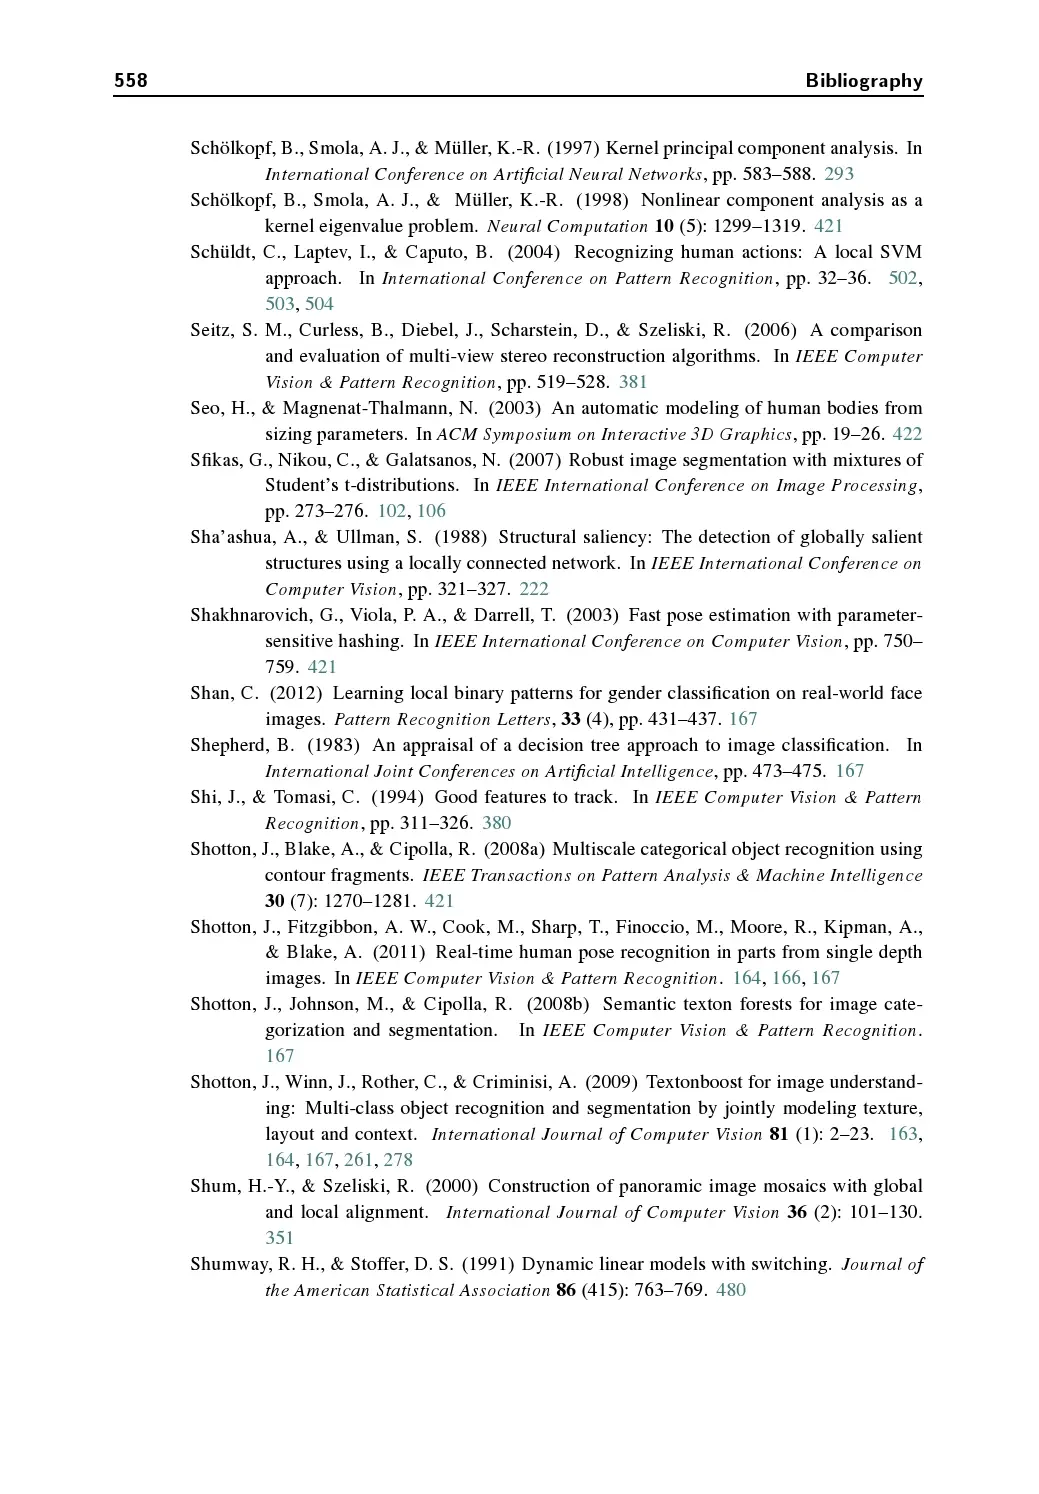 558 Bibliography
Schölkopf, B., Smola, A. J., & Müller, K.-R. (1997) Kernel principal component analysis. In
International Conference on Artificial Neural Networks, pp. 583–588. 293
Schölkopf, B., Smola, A. J., & Müller, K.-R. (1998) Nonlinear component analysis as a
kernel eigenvalue problem. Neural Computation 10 (5): 1299–1319. 421
Schüldt, C., Laptev, I., & Caputo, B. (2004) Recognizing human actions: A local SVM
approach. In International Conference on Pattern Recognition, pp. 32–36. 502,
503, 504
Seitz, S. M., Curless, B., Diebel, J., Scharstein, D., & Szeliski, R. (2006) A comparison
and evaluation of multi-view stereo reconstruction algorithms. In IEEE Computer
Vision & Pattern Recognition, pp. 519–528. 381
Seo, H., & Magnenat-Thalmann, N. (2003) An automatic modeling of human bodies from
sizing parameters. In ACM Symposium on Interactive 3D Graphics, pp. 19–26. 422
Sfikas, G., Nikou, C., & Galatsanos, N. (2007) Robust image segmentation with mixtures of
Student's t-distributions. In IEEE International Conference on Image Processing,
pp. 273–276. 102, 106
Sha'ashua, A., & Ullman, S. (1988) Structural saliency: The detection of globally salient
structures using a locally connected network. In IEEE International Conference on
Computer Vision, pp. 321–327. 222
Shakhnarovich, G., Viola, P. A., & Darrell, T. (2003) Fast pose estimation with parameter-
sensitive hashing. In IEEE International Conference on Computer Vision, pp. 750–
759. 421
Shan, C. (2012) Learning local binary patterns for gender classification on real-world face
images. Pattern Recognition Letters, 33 (4), pp. 431–437. 167
Shepherd, B. (1983) An appraisal of a decision tree approach to image classification. In
International Joint Conferences on Artificial Intelligence, pp. 473–475. 167
Shi, J., & Tomasi, C. (1994) Good features to track. In IEEE Computer Vision & Pattern
Recognition, pp. 311–326. 380
Shotton, J., Blake, A., & Cipolla, R. (2008a) Multiscale categorical object recognition using
contour fragments. IEEE Transactions on Pattern Analysis & Machine Intelligence
30 (7): 1270–1281. 421
Shotton, J., Fitzgibbon, A. W., Cook, M., Sharp, T., Finoccio, M., Moore, R., Kipman, A.,
& Blake, A. (2011) Real-time human pose recognition in parts from single depth
images. In IEEE Computer Vision & Pattern Recognition. 164, 166, 167
Shotton, J., Johnson, M., & Cipolla, R. (2008b) Semantic texton forests for image cate-
gorization and segmentation. In IEEE Computer Vision & Pattern Recognition.
167
Shotton, J., Winn, J., Rother, C., & Criminisi, A. (2009) Textonboost for image understand-
ing: Multi-class object recognition and segmentation by jointly modeling texture,
layout and context. International Journal of Computer Vision 81 (1): 2–23. 163,
164, 167, 261, 278
Shum, H.-Y., & Szeliski, R. (2000) Construction of panoramic image mosaics with global
and local alignment. International Journal of Computer Vision 36 (2): 101–130.
351
Shumway, R. H., & Stoffer, D. S. (1991) Dynamic linear models with switching. Journal of
the American Statistical Association 86 (415): 763–769. 480